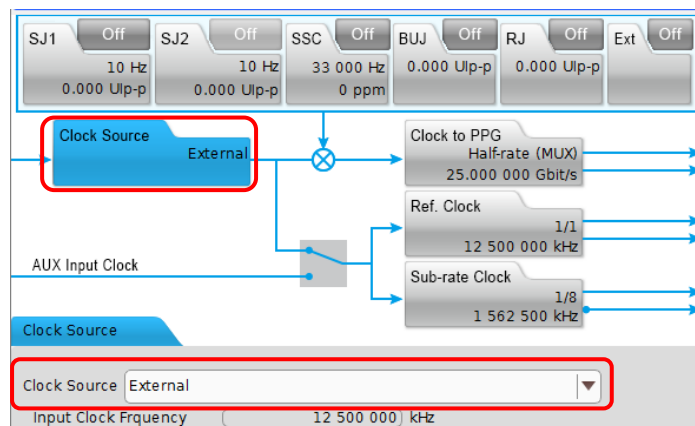 SJ1 Off SJ2 Off SSC Off BUJ Off RJ Off Ext Off
10 Hz 10 Hz 33 000 Hz 0.000 UIp-p 0.000 UIp-p
0.000 UIp-p 0.000 UIp-p 0 ppm
Clock Source
External
Clock to PPG
Half-rate (MUX)
25.000 000 Gbit/s
Ref. Clock
1/1
12 500 000 kHz
AUX Input Clock
Sub-rate Clock
1/8
1 562 500 kHz
Clock Source
Clock Source External
Input Clock Frquency 12 500 000 kHz